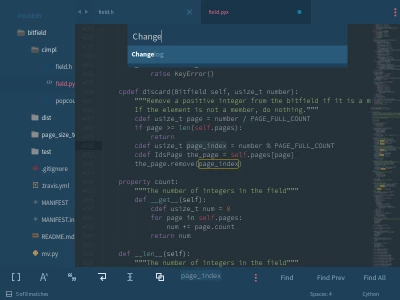 field.h
field.pyx
Change
Changelog
bitfield
cimpl
field.h
field.py
popcou
dist
page_size_t
test
.gitignore
.travis.yml
MANIFEST
MANIFEST.in
README.md
mv.py
raise KeyError()
cpdef discard(Bitfield self, usize_t number):
"""Remove a positive integer from the bitfield if it is a m
If the element is not a member, do nothing."""
cdef usize_t number / PAGE_FULL_COUNT
if page >= len(self.pages):
return
cdef usize_t page_index = number % PAGE_FULL_COUNT
cdef IdsPage the_page = self.pages[page]
the_page.remove(page_index)
property count:
"""The number of integers in the field"""
def __get__(self):
cdef usize_t num = 0
for page in self.pages:
num += page.count
return num
def __len__(self):
"""The number of integers in the field"""
page_index
Find
Find Prev
Find All
5 of 8 matches
Spaces: 4
Cython